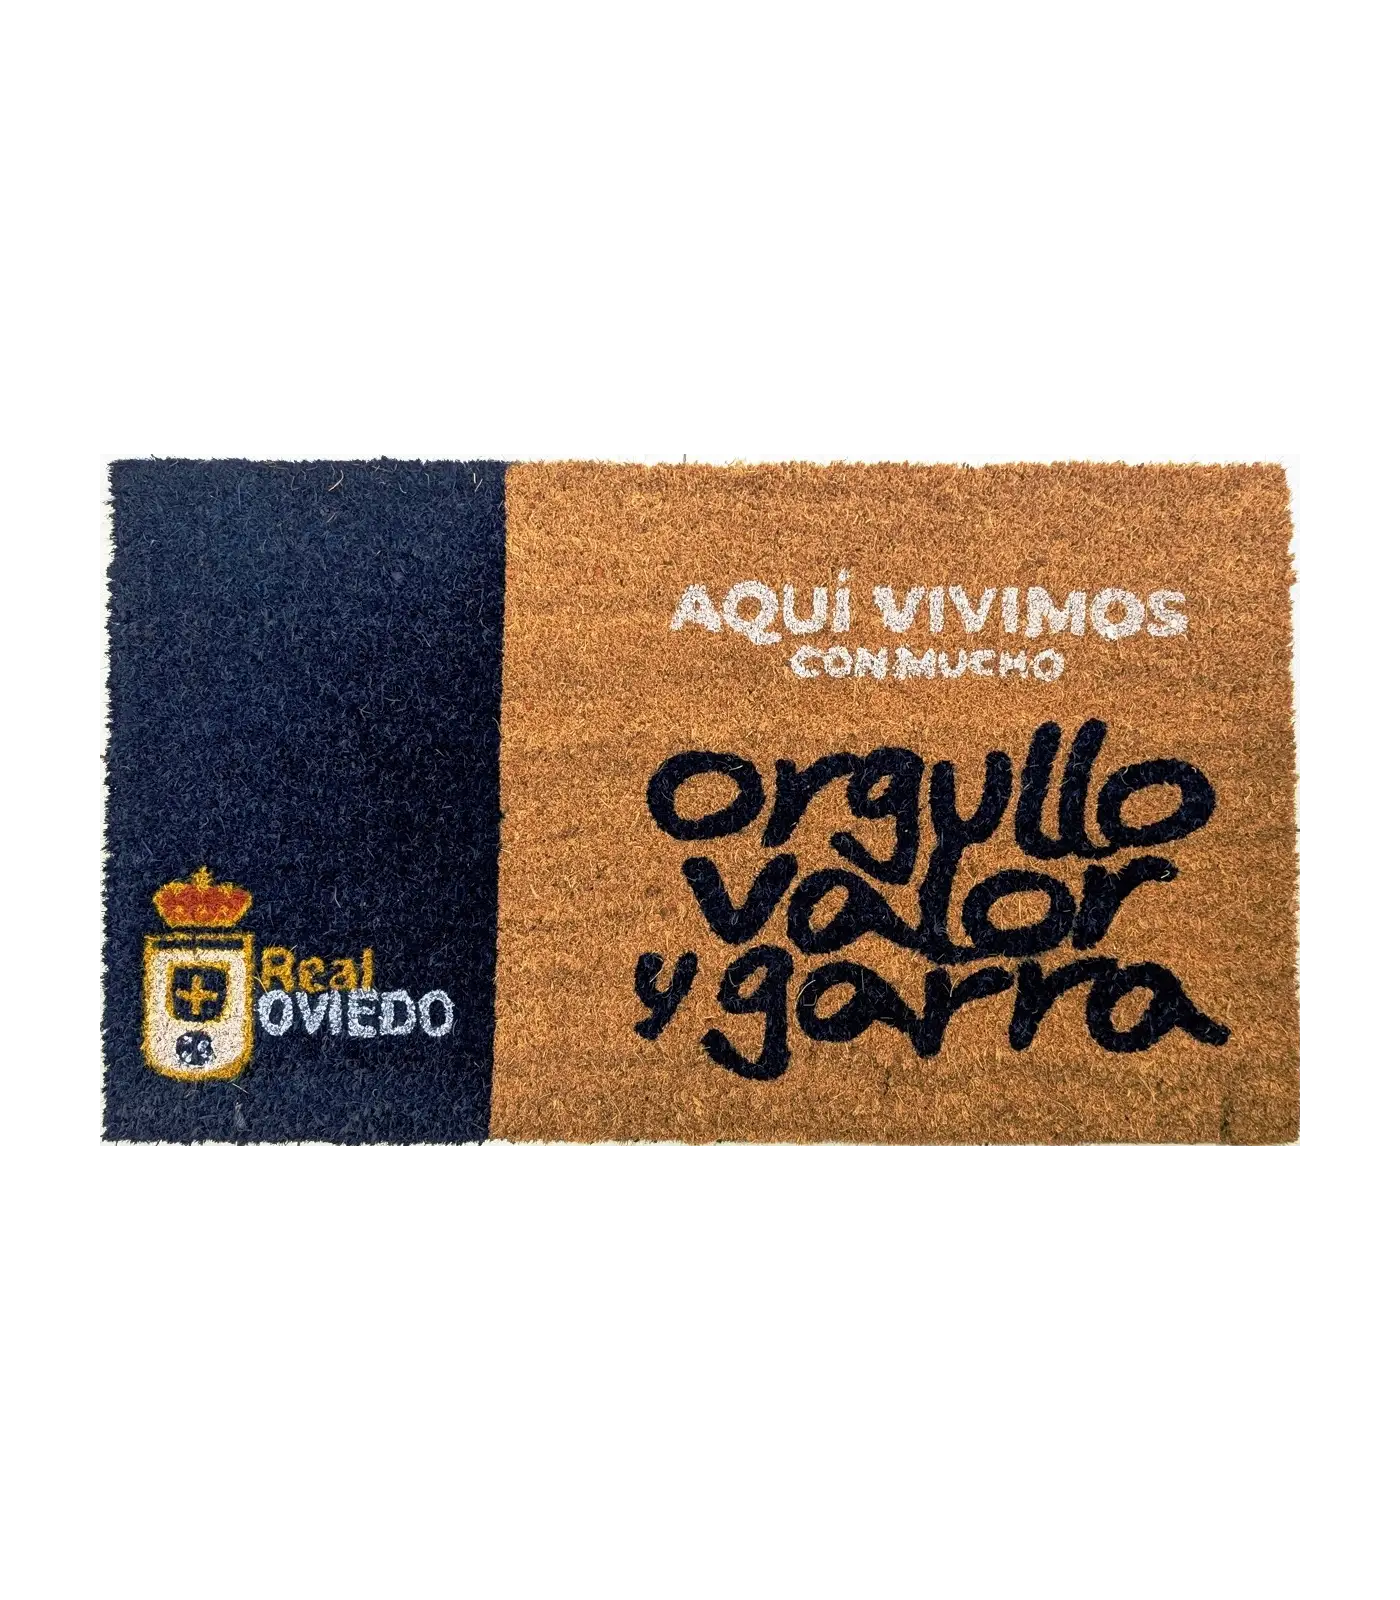 AQUÍ VIVIMOS
CON MUCHO
orgullo
valor
y garra
Real
OVIEDO